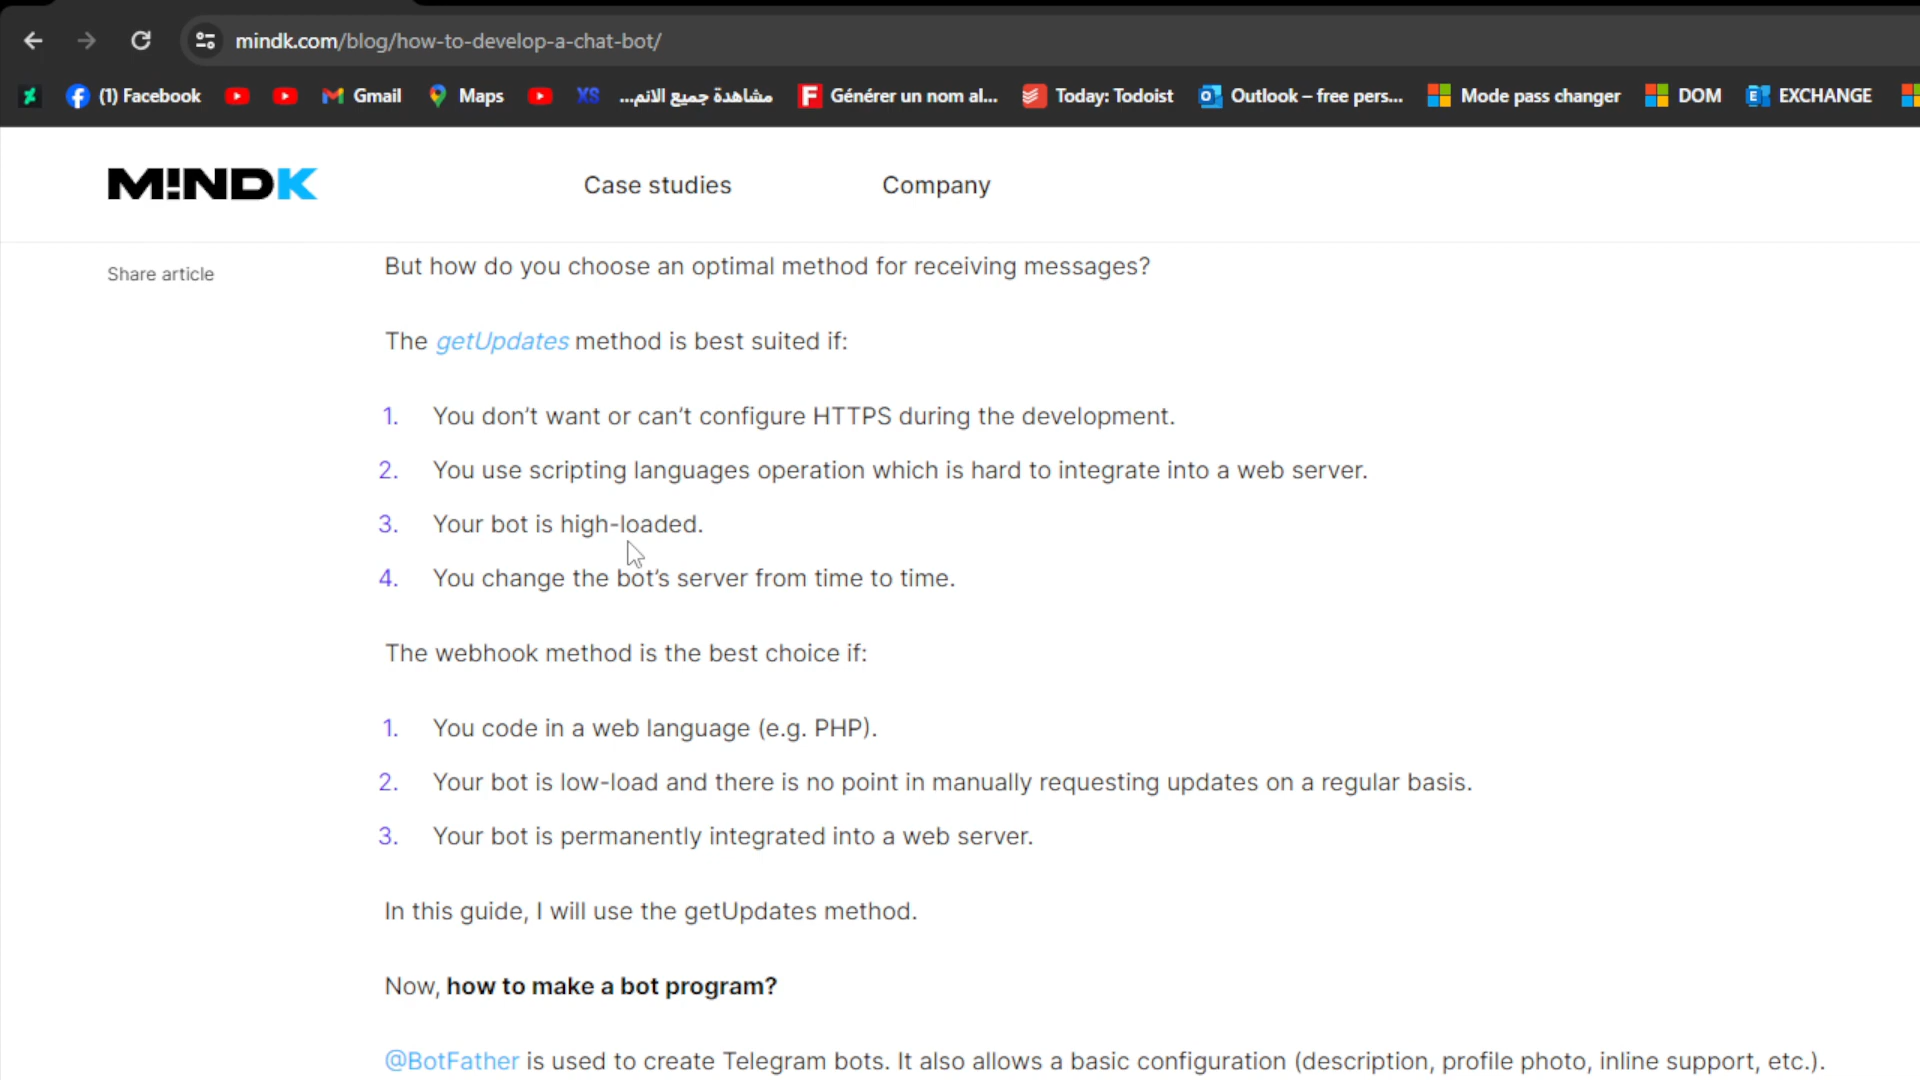 mindk.com/blog/how-to-develop-a-chat-bot/
(1) Facebook Gmail Maps XS مشاهدة جميع الانم... Générer un nom al... Today: Todoist Outlook – free pers... Mode pass changer DOM EXCHANGE
M!NDK Case studies Company
Share article
But how do you choose an optimal method for receiving messages?
The getUpdates method is best suited if:
1. You don’t want or can’t configure HTTPS during the development.
2. You use scripting languages operation which is hard to integrate into a web server.
3. Your bot is high-loaded.
4. You change the bot’s server from time to time.
The webhook method is the best choice if:
1. You code in a web language (e.g. PHP).
2. Your bot is low-load and there is no point in manually requesting updates on a regular basis.
3. Your bot is permanently integrated into a web server.
In this guide, I will use the getUpdates method.
Now, how to make a bot program?
@BotFather is used to create Telegram bots. It also allows a basic configuration (description, profile photo, inline support, etc.).